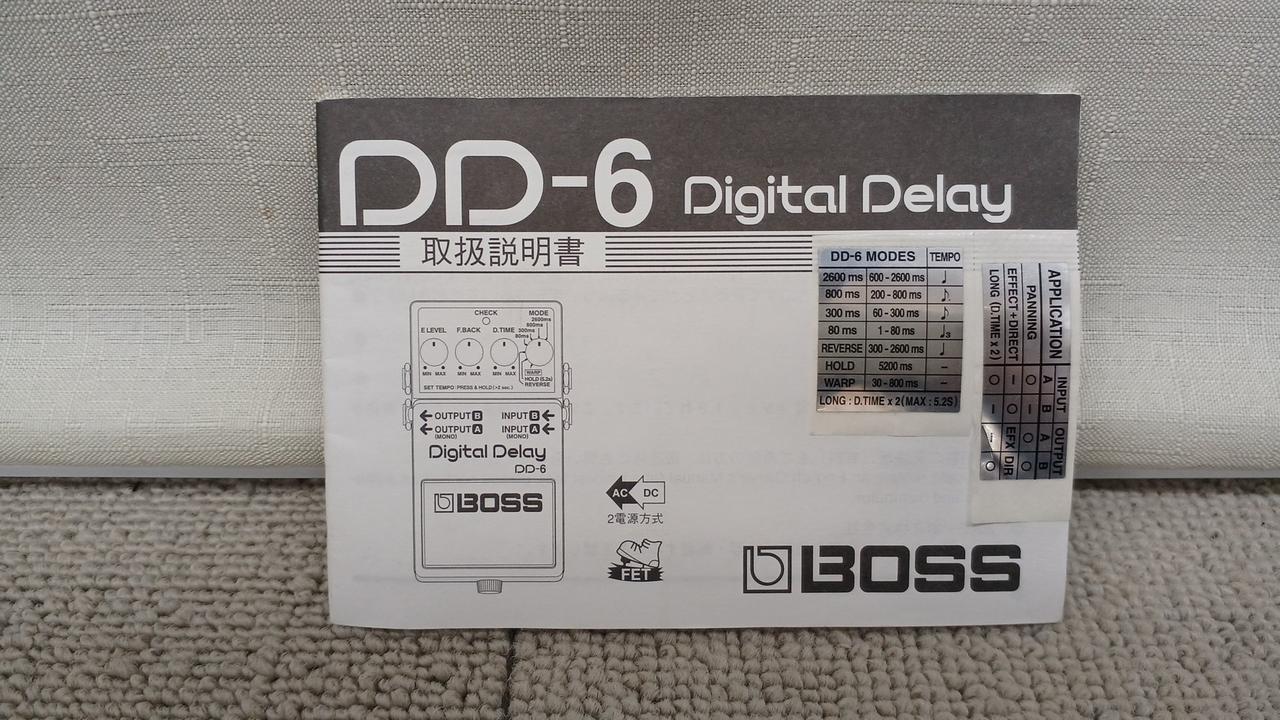 DD-6 Digital Delay
取扱説明書
CHECK
MODE
2600ms
800ms
300ms
80ms
E LEVEL F.BACK D.TIME
MIN MAX MIN MAX MIN MAX
WARP
HOLD (5.2s)
REVERSE
SET TEMPO: PRESS & HOLD (>2 sec.)
OUTPUT B INPUT B
OUTPUT A INPUT A
(MONO) (MONO)
Digital Delay
DD-6
BOSS
AC DC
2電源方式
FET
BOSS
DD-6 MODES TEMPO
2600 ms 600 - 2600 ms ♩
800 ms 200 - 800 ms
300 ms 60 - 300 ms ♪
80 ms 1 - 80 ms
REVERSE 300 - 2600 ms ♩
HOLD 5200 ms –
WARP 30 - 800 ms –
LONG : D.TIME x 2 (MAX : 5.2S)
APPLICATION INPUT OUTPUT
A B A B
PANNING ○ – ○ ○
EFFECT+DIRECT – ○ EFX DIR
LONG (D.TIME x 2) ○ –